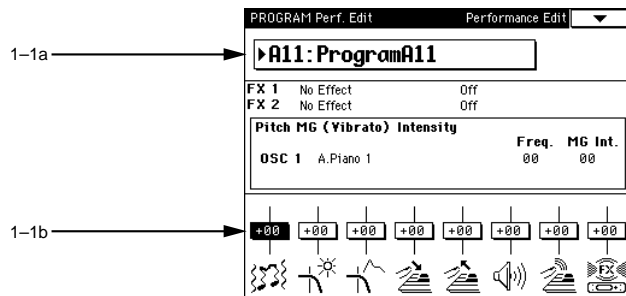 PROGRAM Perf. Edit Performance Edit
1–1a
A11:ProgramA11
FX 1 No Effect Off
FX 2 No Effect Off
Pitch MG (Vibrato) Intensity
Freq. MG Int.
OSC 1 A.Piano 1 00 00
1–1b
+00 +00 +00 +00 +00 +00 +00 +00
FX